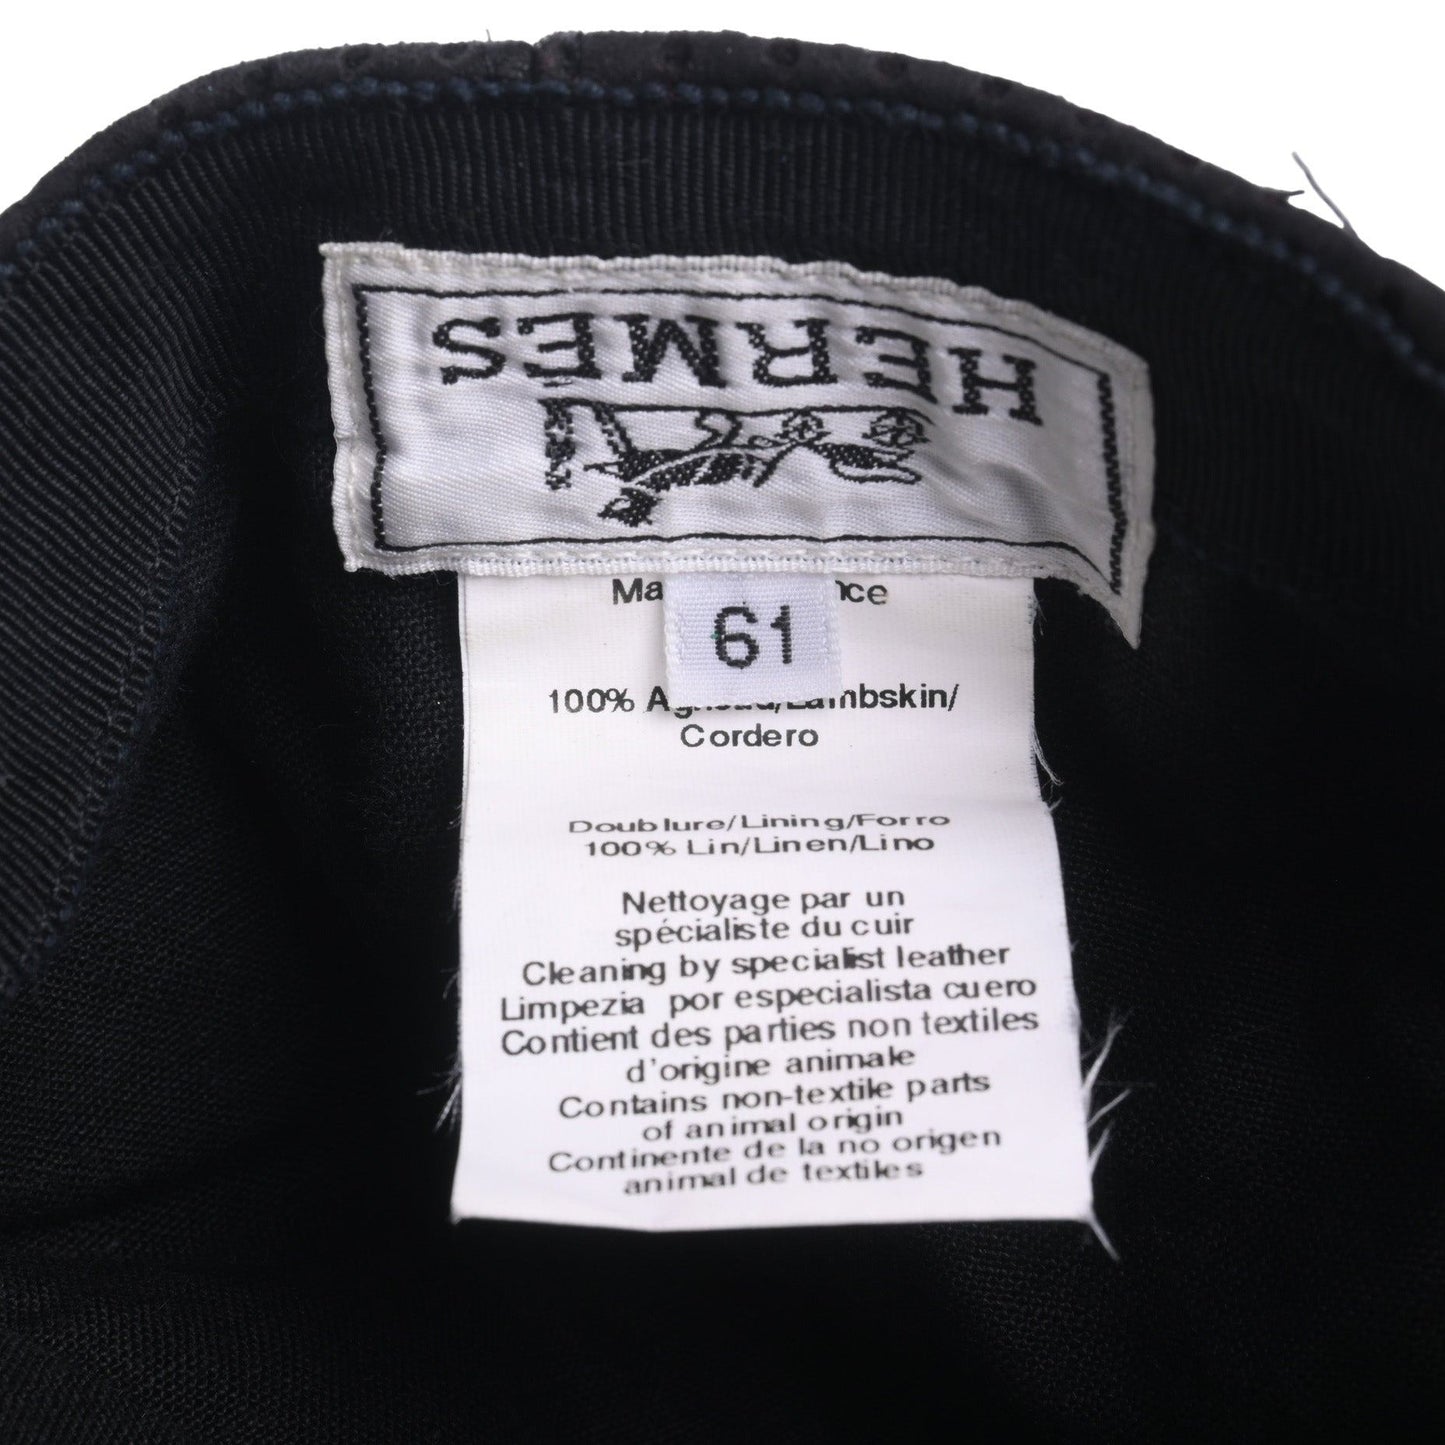 HERMES
61
100%
Cordero
Doublure/Lining/Forro
100% Lin/Linen/Lino
Nettoyage par un
spécialiste du cuir
Cleaning by specialist leather
Limpezia por especialista cuero
Contient des parties non textiles
d'origine animale
Contains non-textile parts
of animal origin
Continente de la no origen
animal de textiles